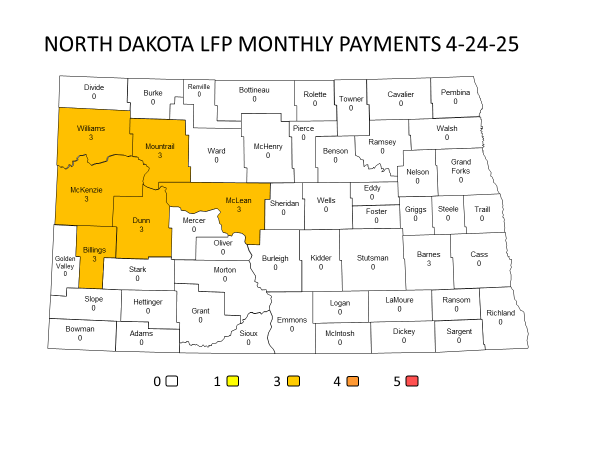 NORTH DAKOTA LFP MONTHLY PAYMENTS 4-24-25
Divide
0
Burke
0
Renville
0
Bottineau
0
Rolette
0
Towner
0
Cavalier
0
Pembina
0
Williams
3
Mountrail
3
Ward
0
McHenry
0
Pierce
0
Benson
0
Ramsey
0
Walsh
0
Nelson
0
Grand
Forks
0
McKenzie
3
Dunn
3
McLean
3
Mercer
0
Sheridan
0
Wells
0
Eddy
0
Foster
0
Griggs
0
Steele
0
Traill
0
Golden
Valley
0
Billings
3
Stark
0
Oliver
0
Morton
0
Burleigh
0
Kidder
0
Stutsman
0
Barnes
3
Cass
0
Slope
0
Hettinger
0
Grant
0
Emmons
0
Logan
0
LaMoure
0
Ransom
0
Richland
0
Bowman
0
Adams
0
Sioux
0
McIntosh
0
Dickey
0
Sargent
0
0 1 3 4 5